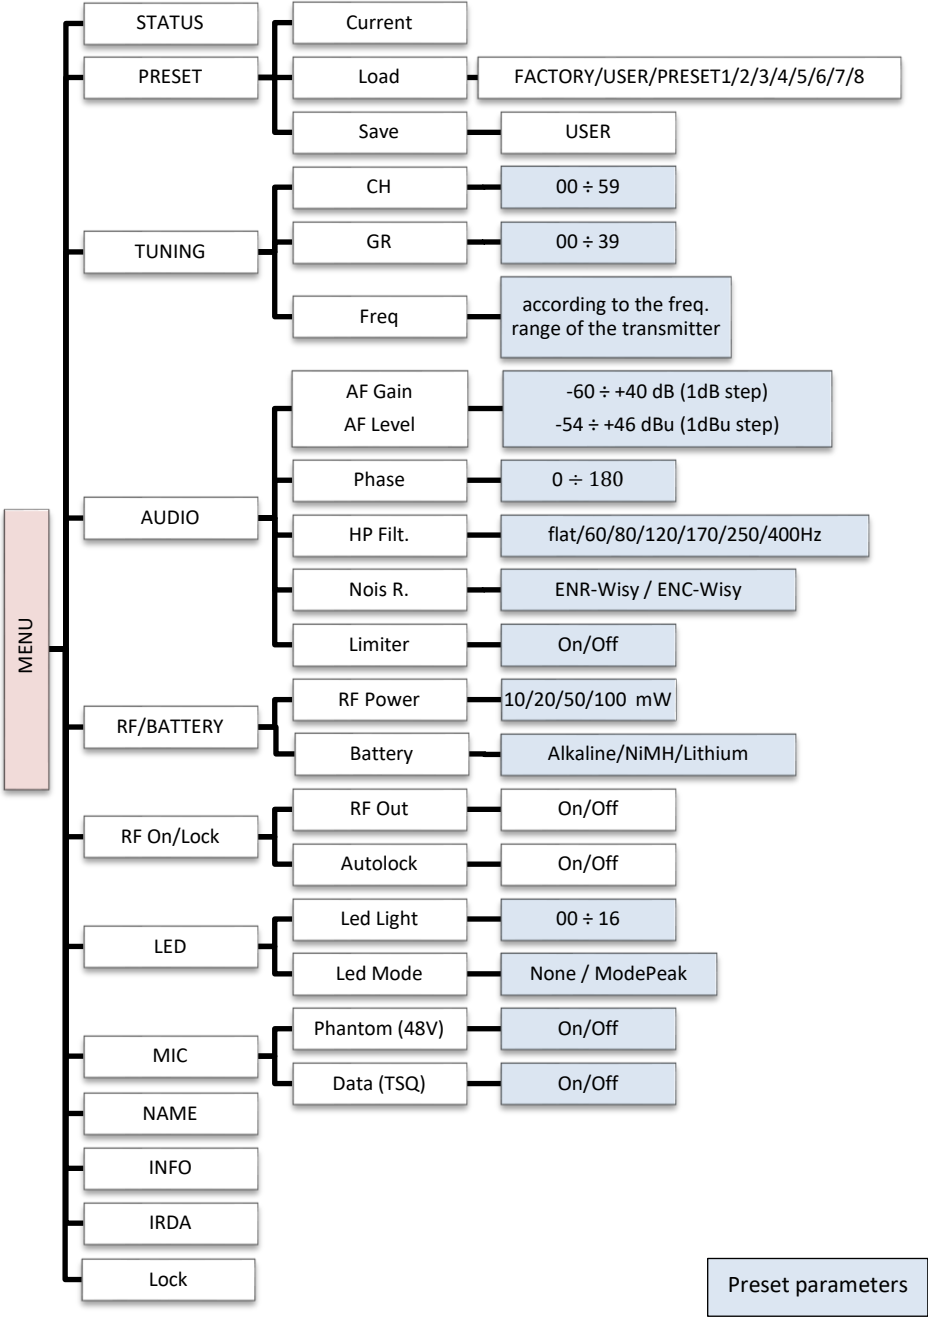 STATUS
Current
PRESET
Load
FACTORY/USER/PRESET1/2/3/4/5/6/7/8
Save
USER
CH
00 ÷ 59
TUNING
GR
00 ÷ 39
Freq
according to the freq.
range of the transmitter
AF Gain
-60 ÷ +40 dB (1dB step)
AF Level
-54 ÷ +46 dBu (1dBu step)
Phase
0 ÷ 180
AUDIO
HP Filt.
flat/60/80/120/170/250/400Hz
Nois R.
ENR-Wisy / ENC-Wisy
Limiter
On/Off
MENU
RF Power
10/20/50/100 mW
RF/BATTERY
Battery
Alkaline/NiMH/Lithium
RF Out
On/Off
RF On/Lock
Autolock
On/Off
Led Light
00 ÷ 16
LED
Led Mode
None / ModePeak
Phantom (48V)
On/Off
MIC
Data (TSQ)
On/Off
NAME
INFO
IRDA
Lock
Preset parameters